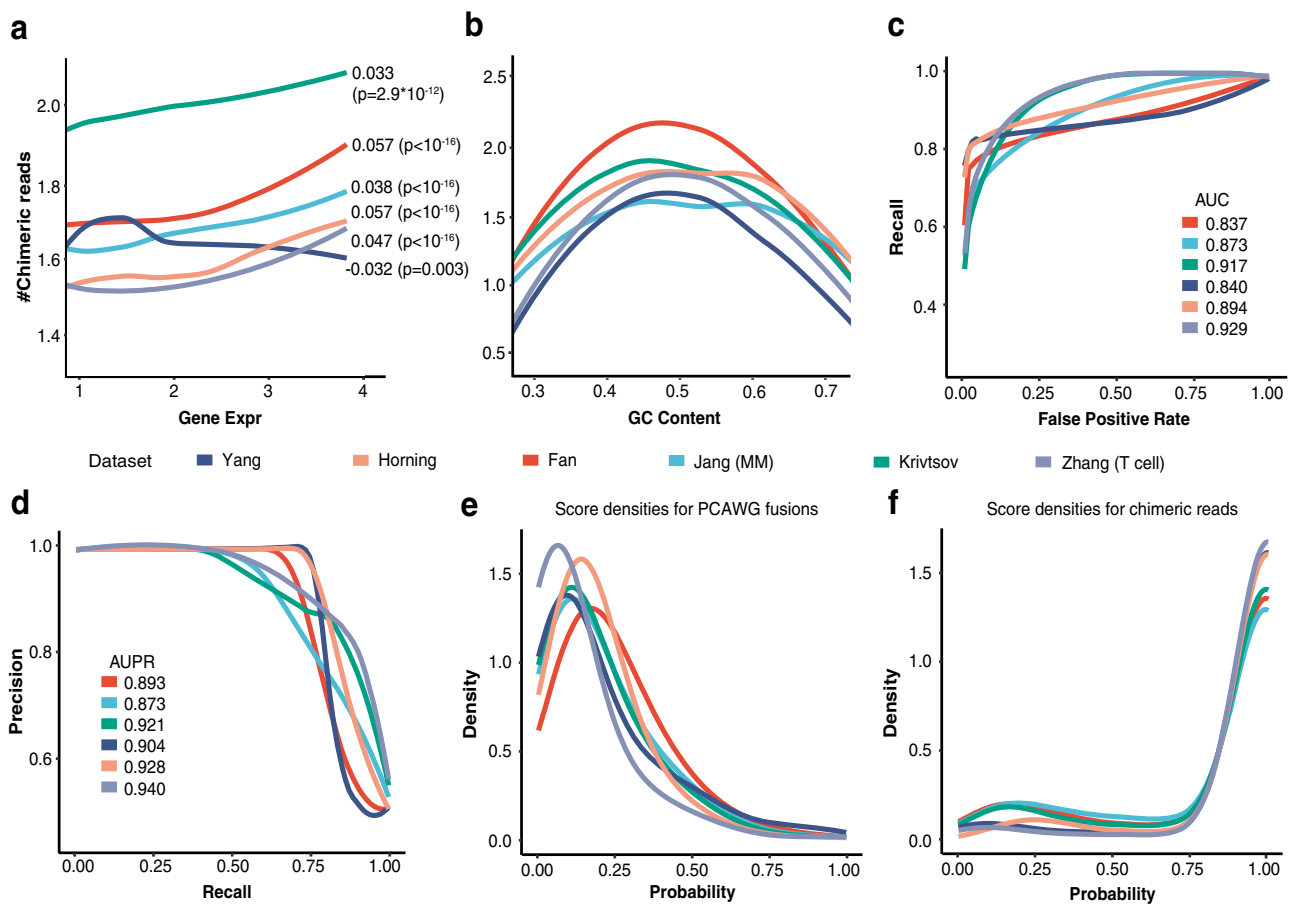 a
#Chimeric reads
2.0
1.8
1.6
1.4
1 2 3 4
Gene Expr
0.033
(p=2.9*10-12)
0.057 (p<10-16)
0.038 (p<10-16)
0.057 (p<10-16)
0.047 (p<10-16)
-0.032 (p=0.003)
b
2.5
2.0
1.5
1.0
0.5
0.3 0.4 0.5 0.6 0.7
GC Content
c
Recall
1.0
0.8
0.6
0.4
0.00 0.25 0.50 0.75 1.00
False Positive Rate
AUC
0.837
0.873
0.917
0.840
0.894
0.929
Dataset Yang Horning Fan Jang (MM) Krivtsov Zhang (T cell)
d
Precision
1.0
0.8
0.6
0.00 0.25 0.50 0.75 1.00
Recall
AUPR
0.893
0.873
0.921
0.904
0.928
0.940
e
Score densities for PCAWG fusions
Density
1.5
1.0
0.5
0.0
0.00 0.25 0.50 0.75 1.00
Probability
f
Score densities for chimeric reads
Density
1.5
1.0
0.5
0.0
0.00 0.25 0.50 0.75 1.00
Probability